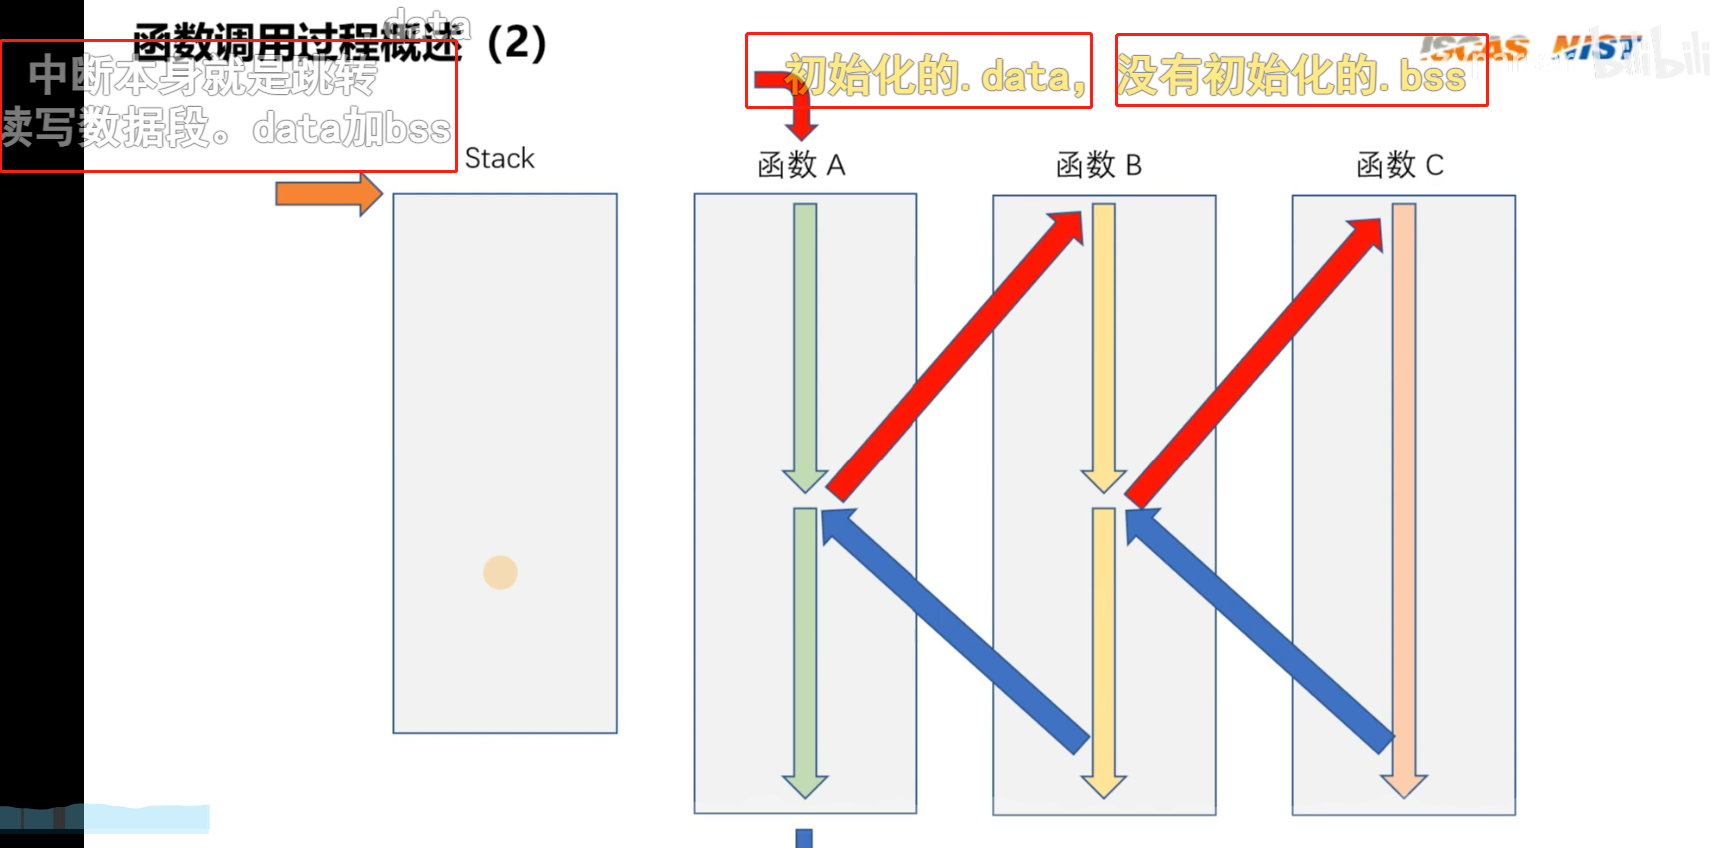 data
函数调用过程概述（2）
中断本身就是跳转
读写数据段。data加bss
初始化的.data，
没有初始化的.bss
ISCAS NIST
bilibili
Stack
函数 A
函数 B
函数 C